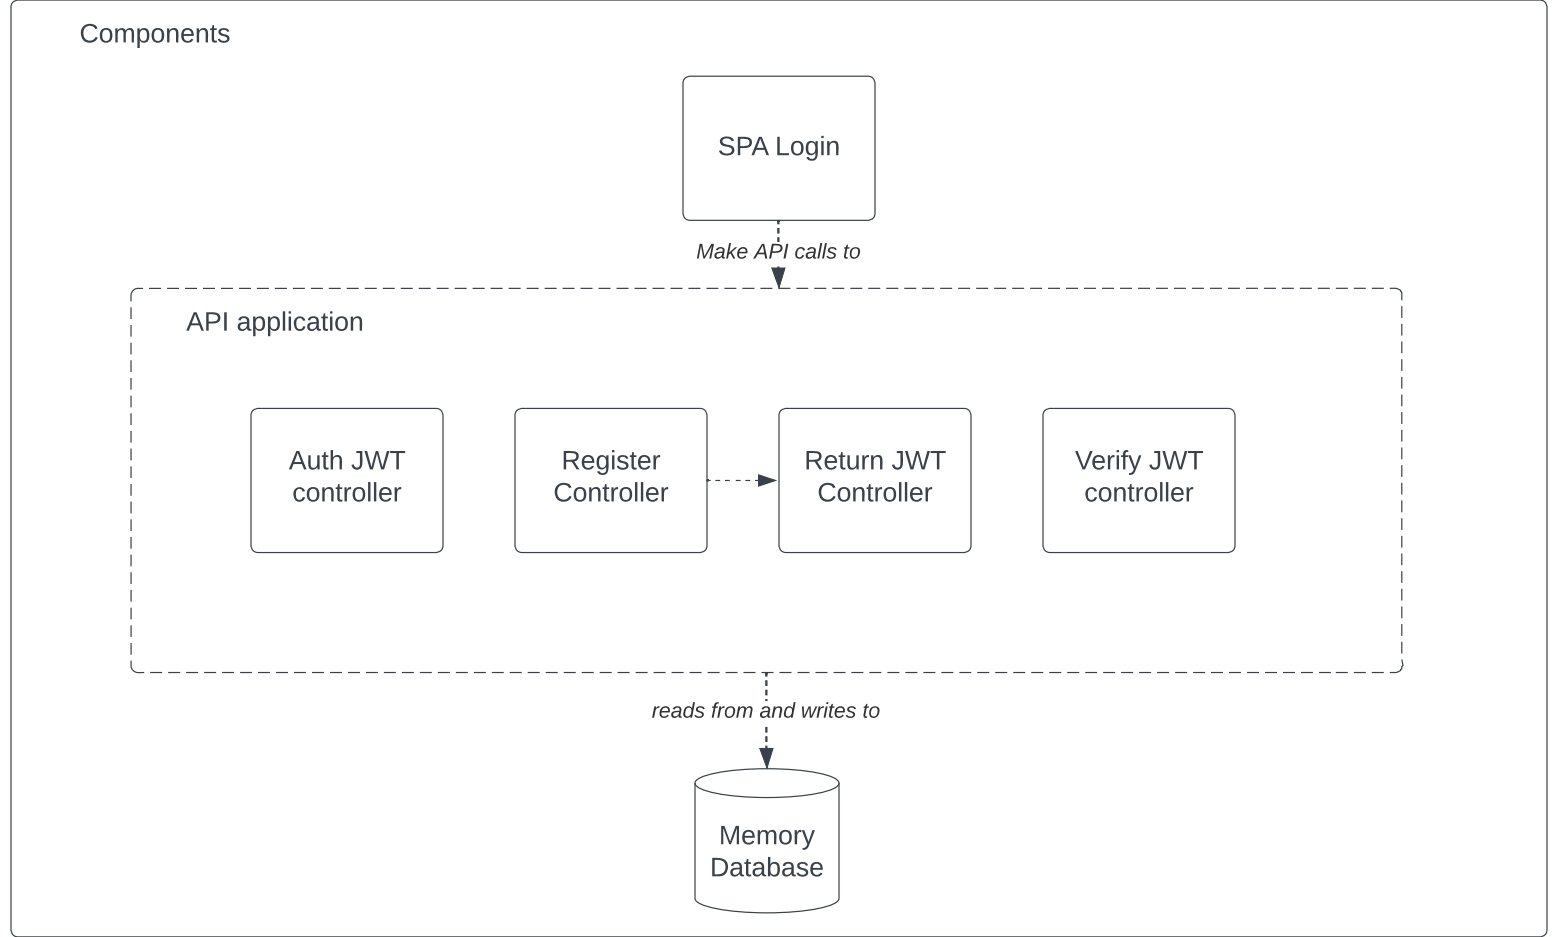 Components
SPA Login
Make API calls to
API application
Auth JWT
controller
Register
Controller
Return JWT
Controller
Verify JWT
controller
reads from and writes to
Memory
Database